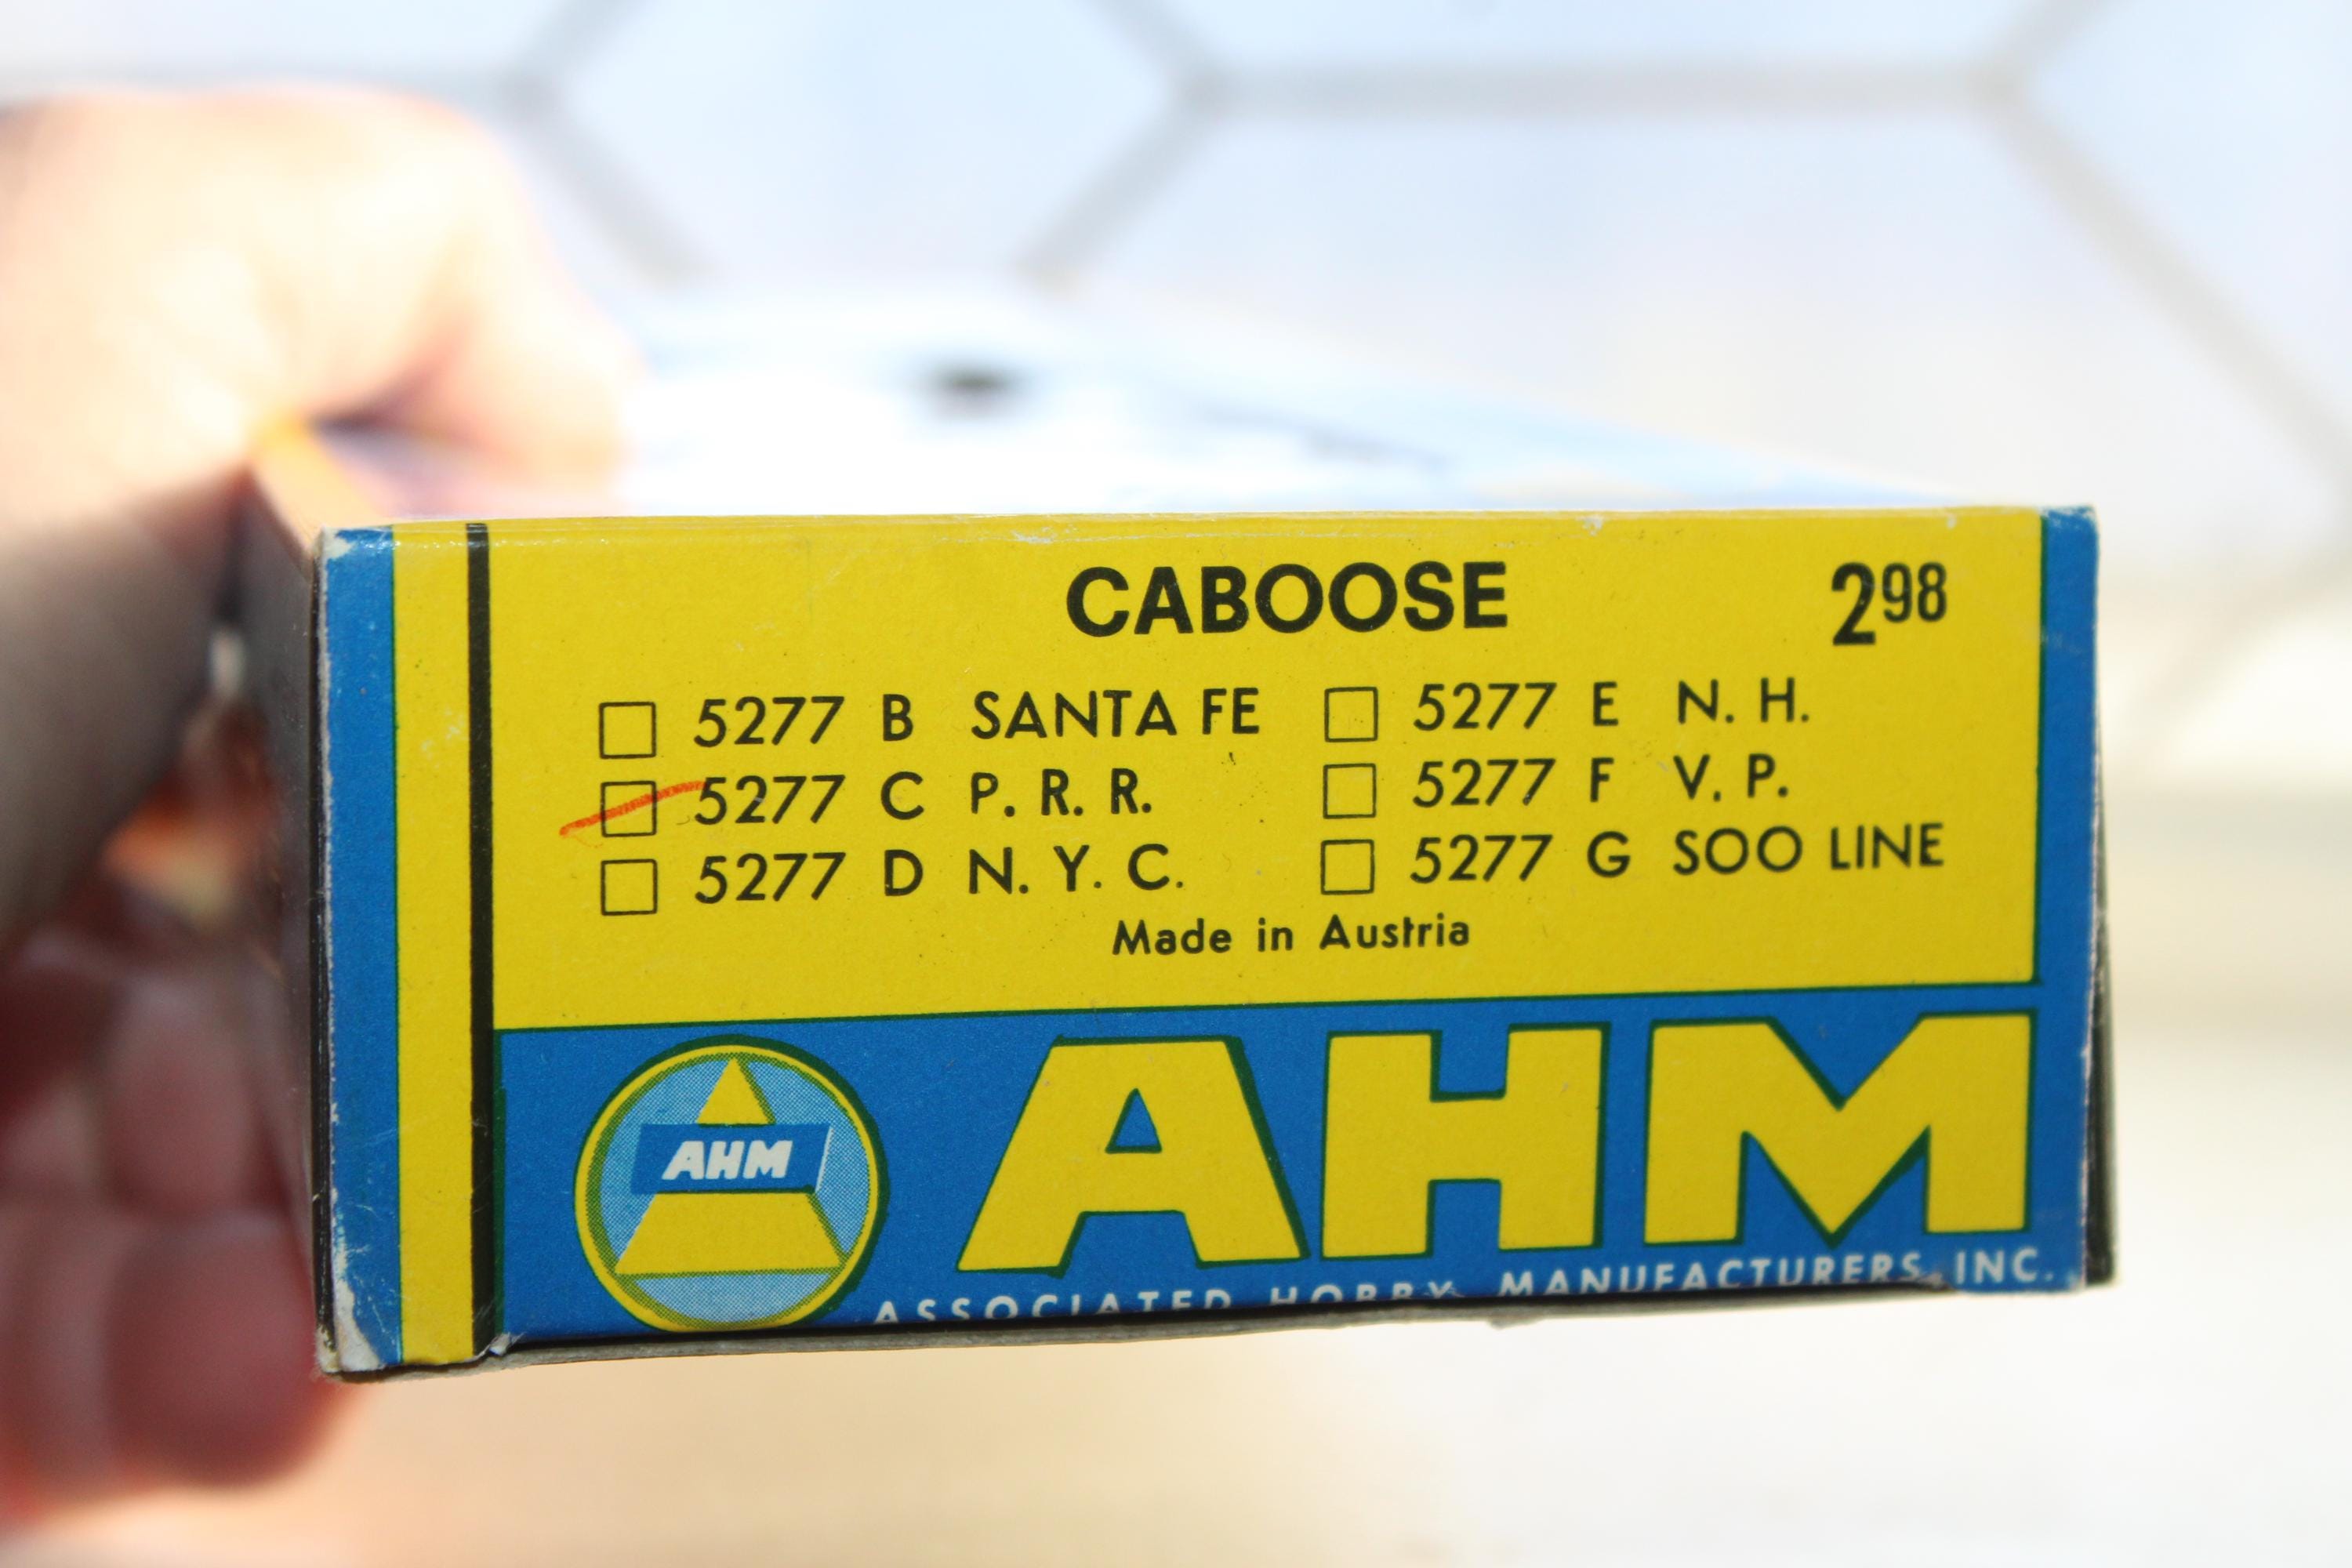 CABOOSE 2 98
5277 B SANTA FE 5277 E N. H.
5277 C P. R. R. 5277 F V. P.
5277 D N. Y. C. 5277 G SOO LINE
Made in Austria
AHM
AHM
ASSOCIATED HOBBY MANUFACTURERS, INC.